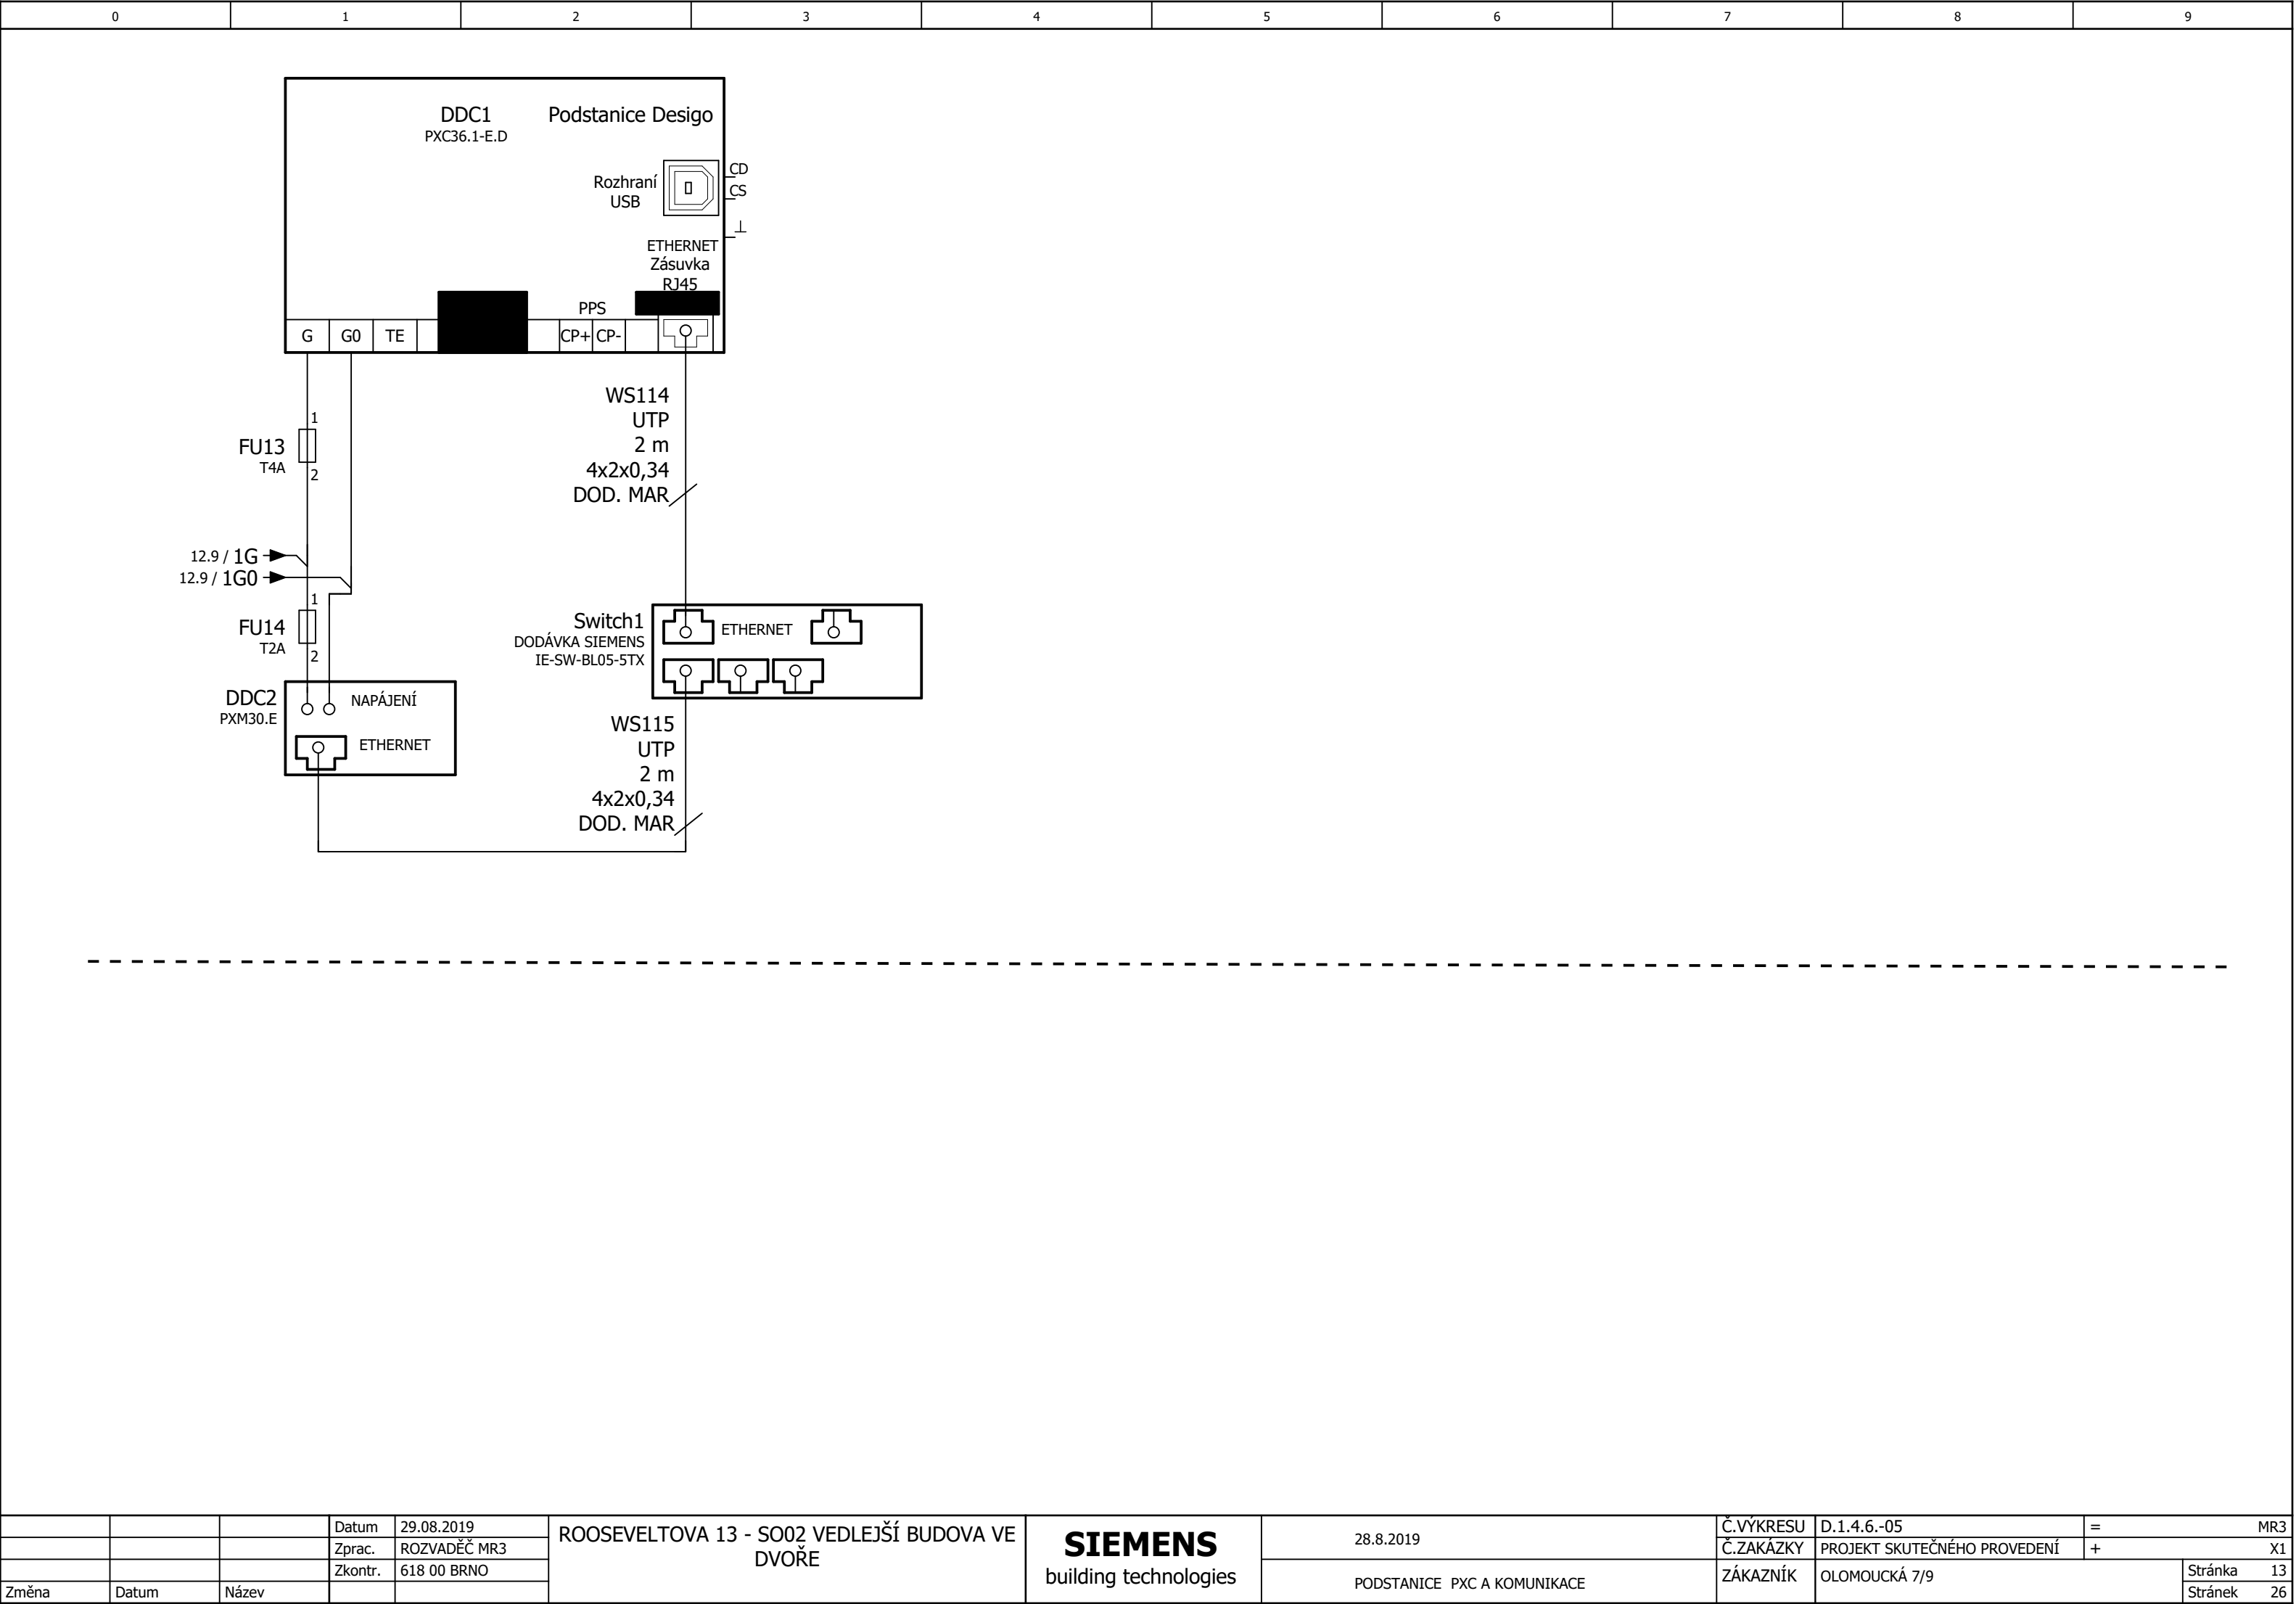 0 1 2 3 4 5 6 7 8 9
DDC1
PXC36.1-E.D
Podstanice Desigo
Rozhraní
USB
CD
CS
⊥
ETHERNET
Zásuvka
RJ45
PPS
G G0 TE CP+ CP-
WS114
UTP
2 m
4x2x0,34
DOD. MAR
1
FU13
T4A
2
12.9 / 1G
12.9 / 1G0
1
FU14
T2A
2
Switch1
DODÁVKA SIEMENS
IE-SW-BL05-5TX
ETHERNET
DDC2
PXM30.E
NAPÁJENÍ
ETHERNET
WS115
UTP
2 m
4x2x0,34
DOD. MAR
Změna Datum Název
Datum 29.08.2019
Zprac. ROZVADĚČ MR3
Zkontr. 618 00 BRNO
ROOSEVELTOVA 13 - SO02 VEDLEJŠÍ BUDOVA VE
DVOŘE
SIEMENS
building technologies
28.8.2019
PODSTANICE PXC A KOMUNIKACE
Č.VÝKRESU D.1.4.6.-05 = MR3
Č.ZAKÁZKY PROJEKT SKUTEČNÉHO PROVEDENÍ + X1
ZÁKAZNÍK OLOMOUCKÁ 7/9
Stránka 13
Stránek 26